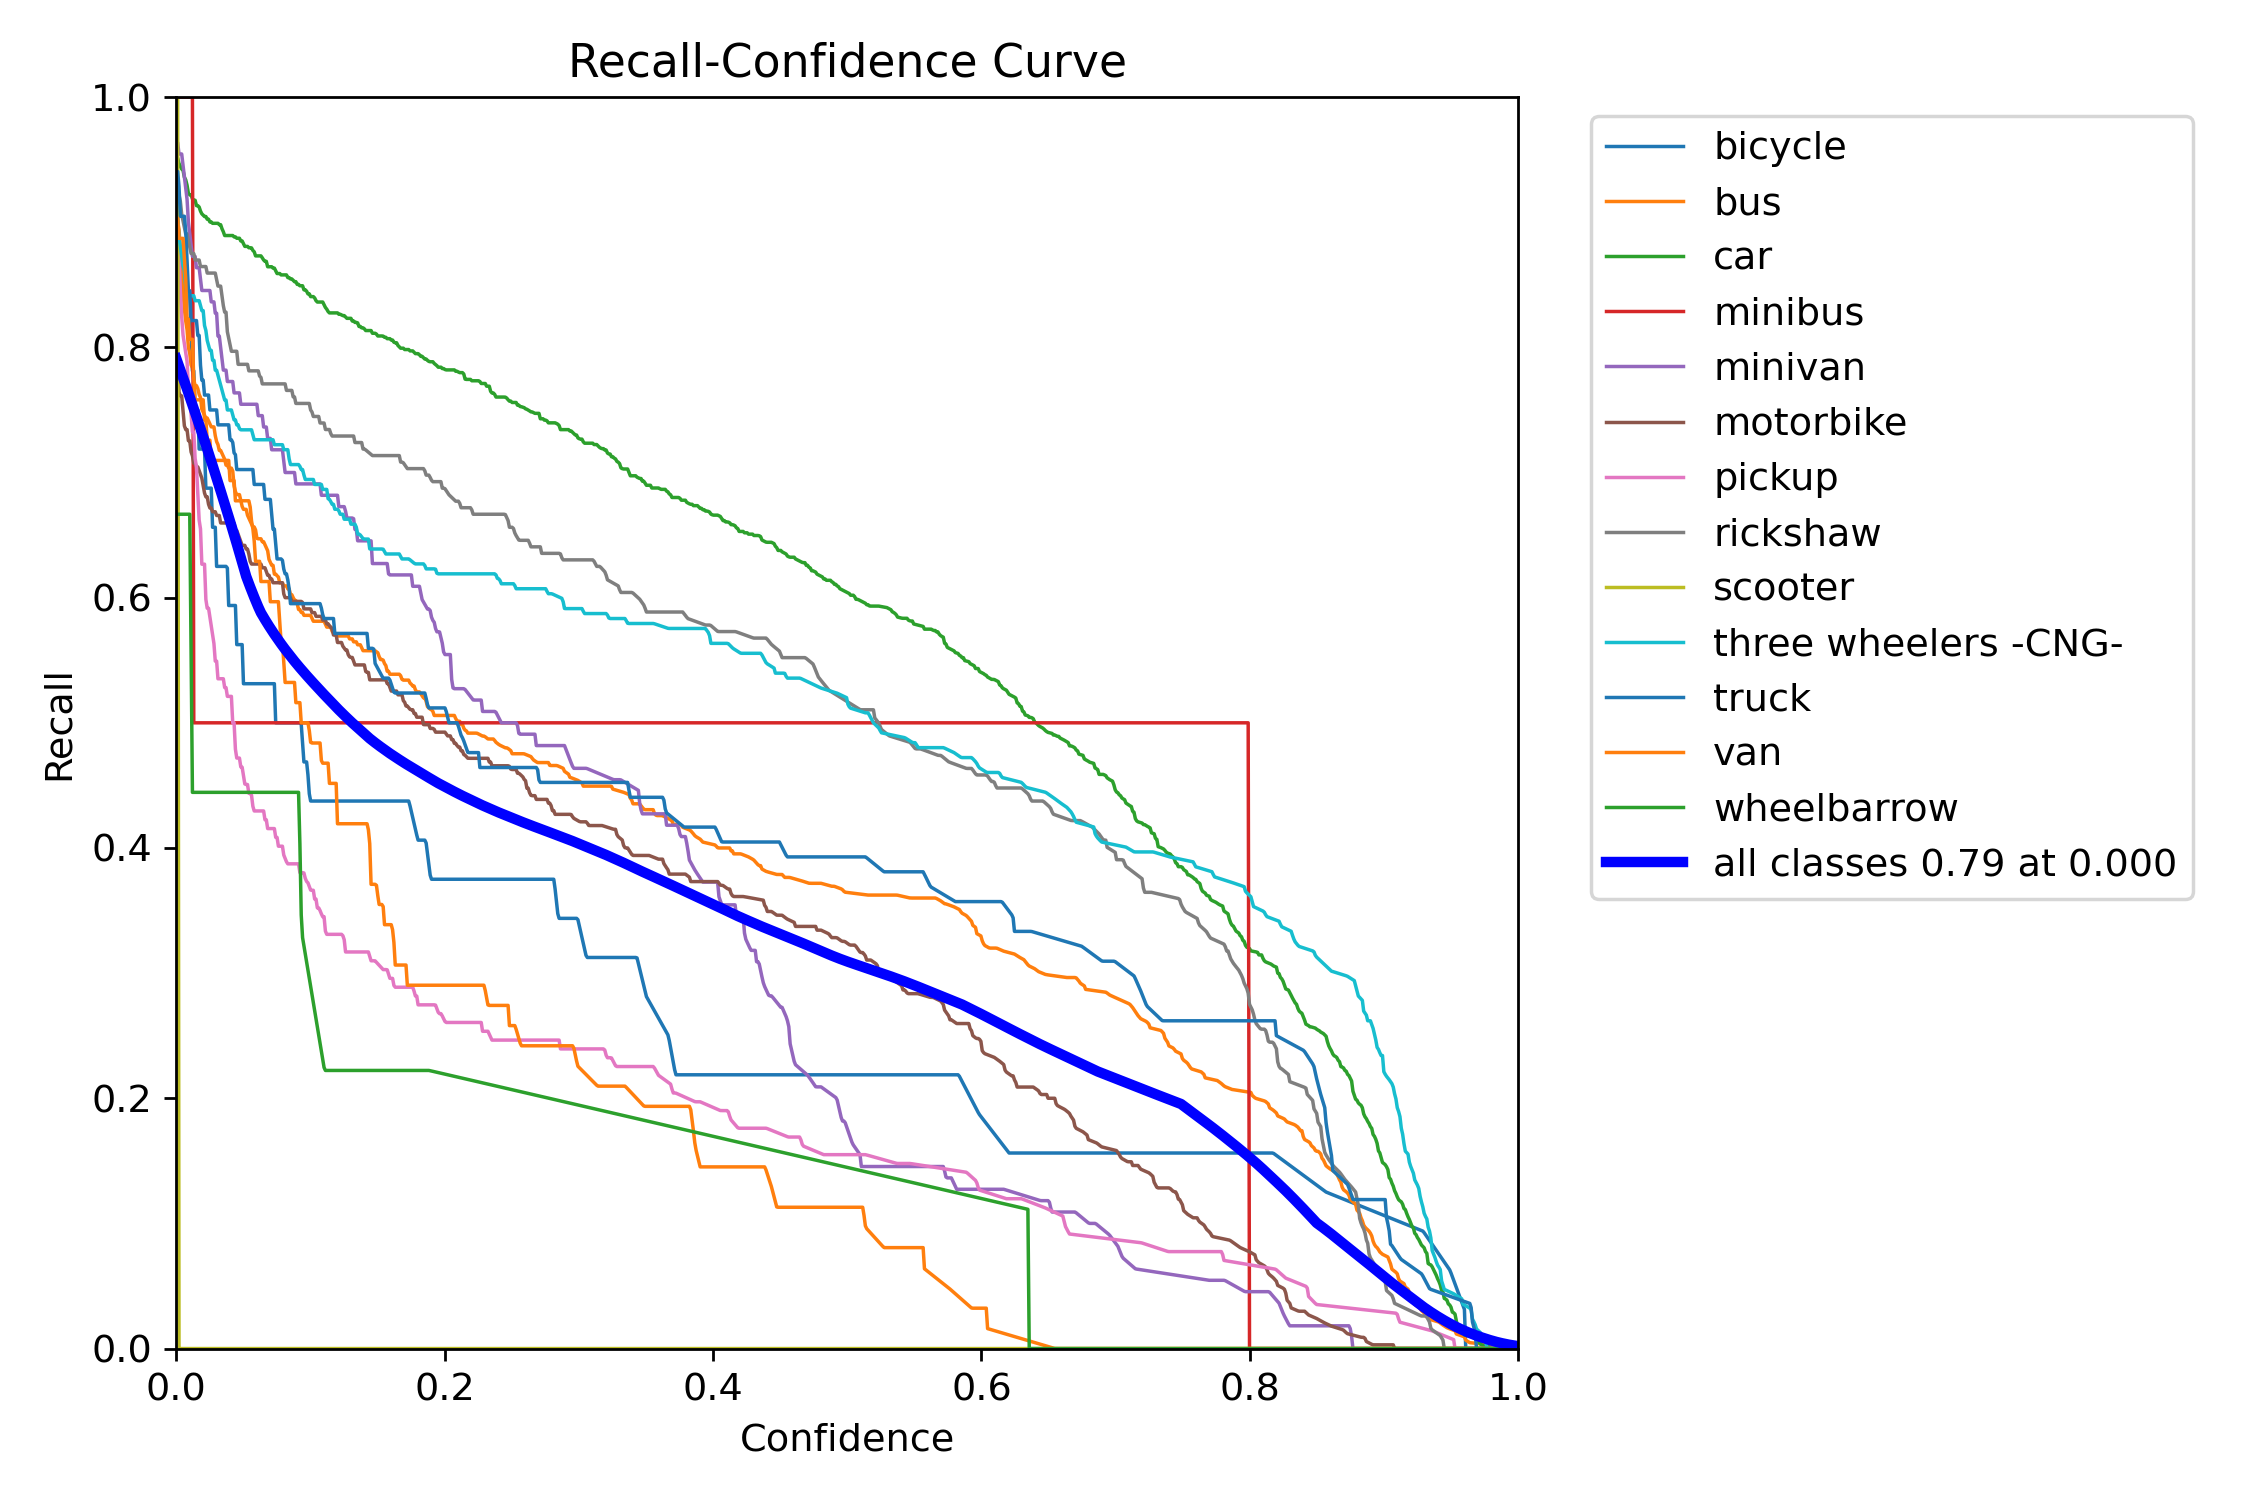 Recall-Confidence Curve
1.0
0.8
0.6
0.4
0.2
0.0
Recall
0.0 0.2 0.4 0.6 0.8 1.0
Confidence
bicycle
bus
car
minibus
minivan
motorbike
pickup
rickshaw
scooter
three wheelers -CNG-
truck
van
wheelbarrow
all classes 0.79 at 0.000